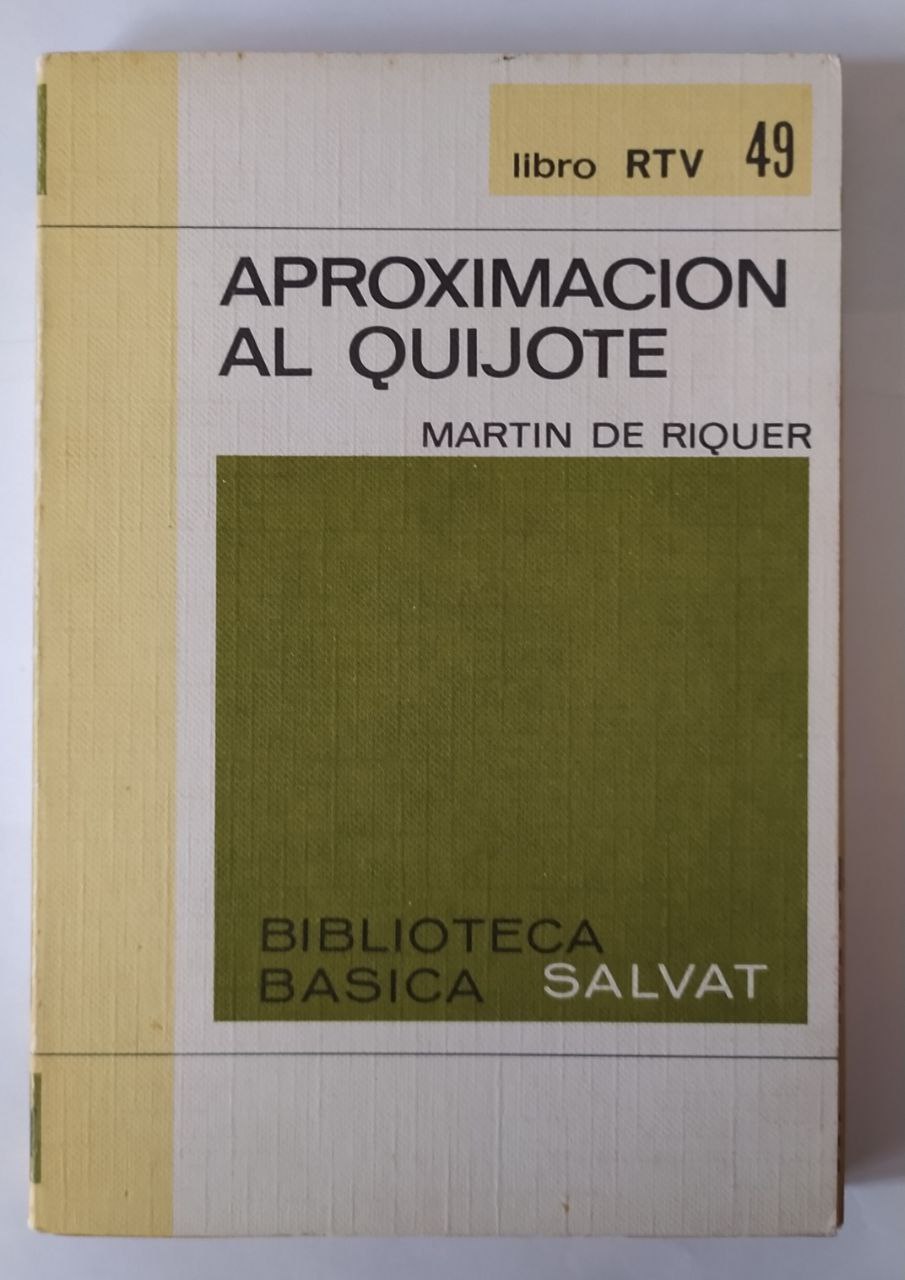 libro RTV 49
APROXIMACION
AL QUIJOTE
MARTIN DE RIQUER
BIBLIOTECA
BASICA SALVAT